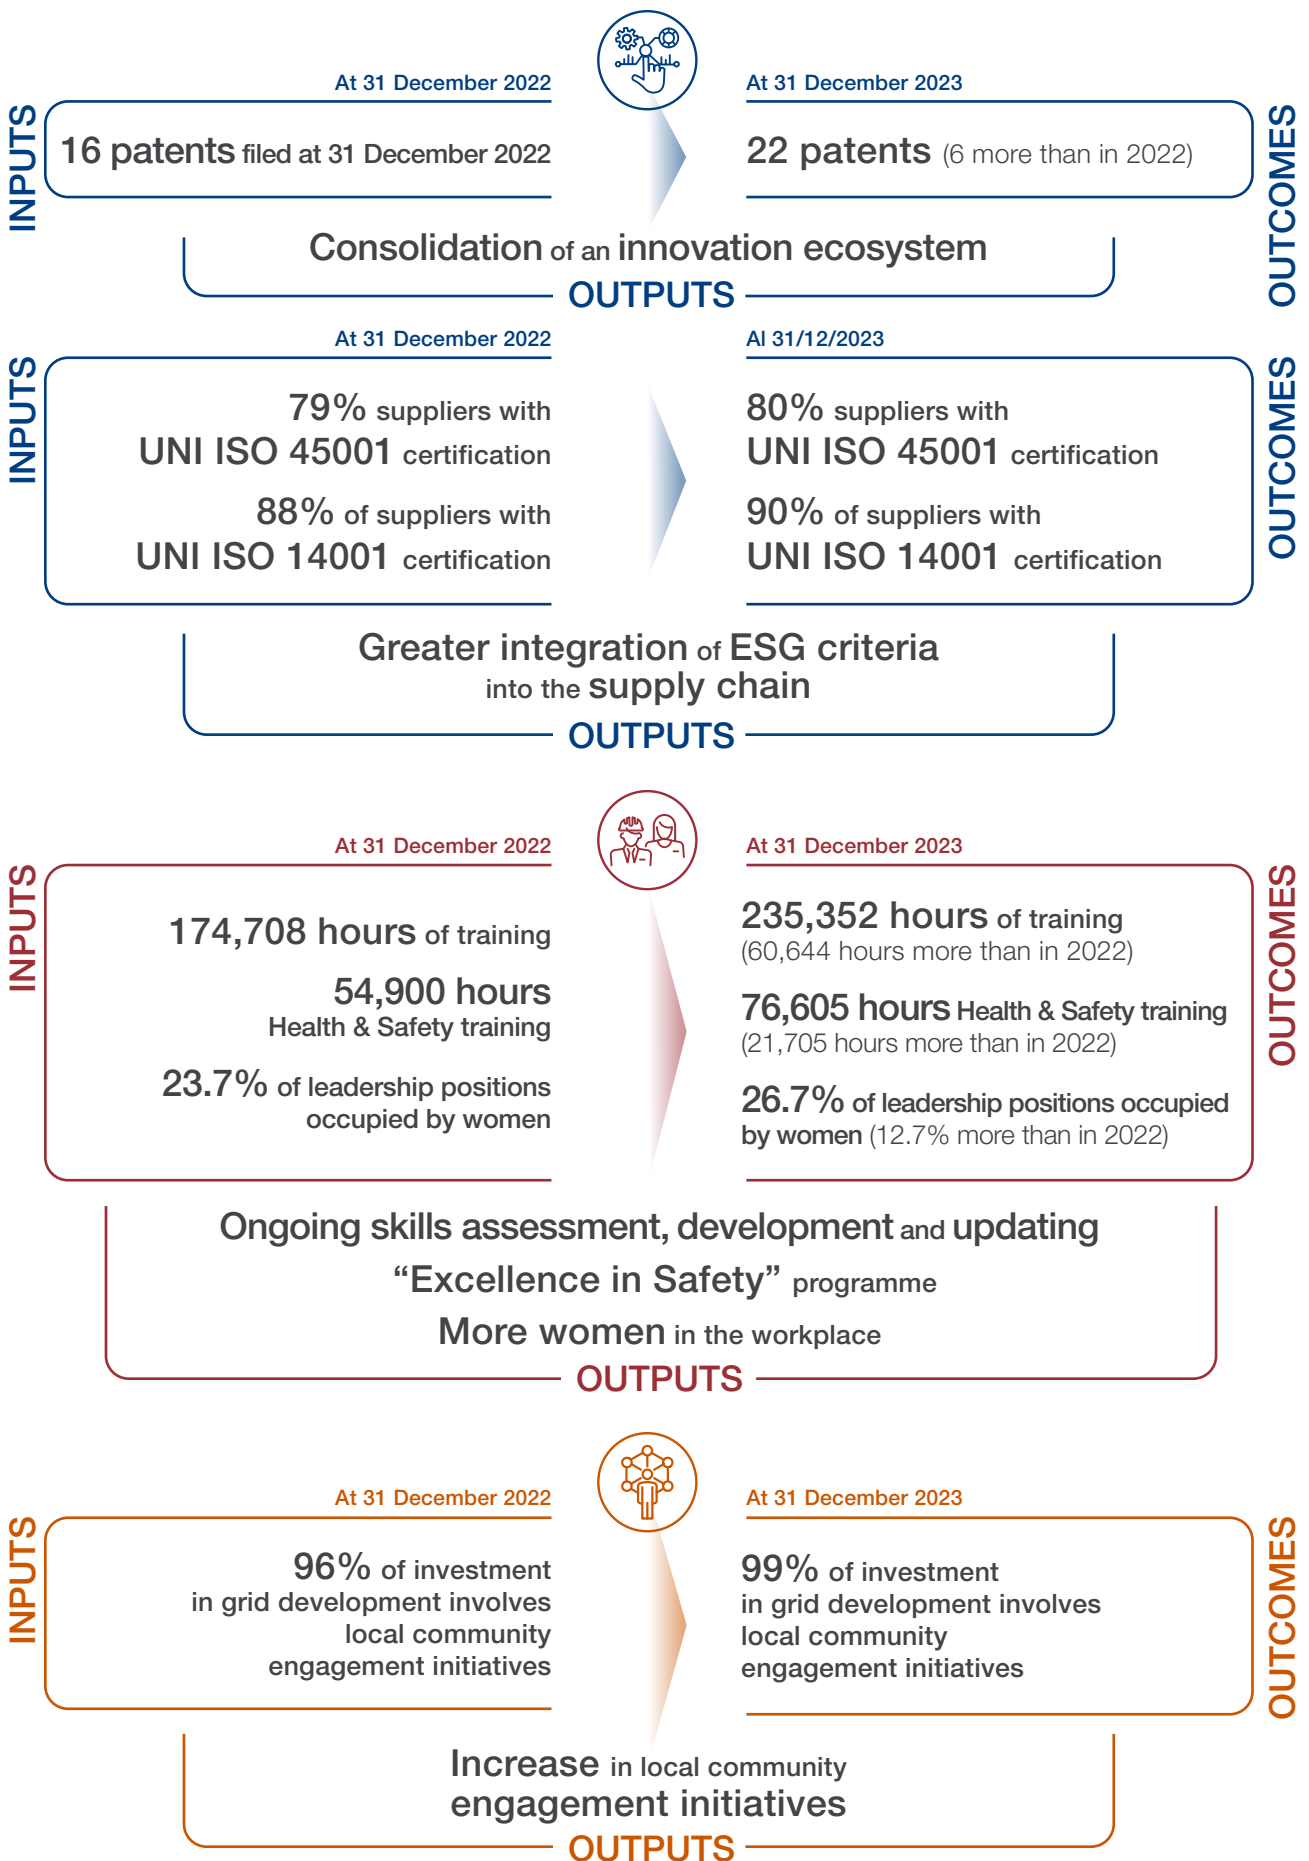 At 31 December 2022
At 31 December 2023
INPUTS
16 patents filed at 31 December 2022
22 patents (6 more than in 2022)
OUTCOMES
Consolidation of an innovation ecosystem
OUTPUTS
At 31 December 2022
Al 31/12/2023
INPUTS
79% suppliers with
UNI ISO 45001 certification
88% of suppliers with
UNI ISO 14001 certification
80% suppliers with
UNI ISO 45001 certification
90% of suppliers with
UNI ISO 14001 certification
OUTCOMES
Greater integration of ESG criteria
into the supply chain
OUTPUTS
At 31 December 2022
At 31 December 2023
INPUTS
174,708 hours of training
54,900 hours
Health & Safety training
23.7% of leadership positions
occupied by women
235,352 hours of training
(60,644 hours more than in 2022)
76,605 hours Health & Safety training
(21,705 hours more than in 2022)
26.7% of leadership positions occupied
by women (12.7% more than in 2022)
OUTCOMES
Ongoing skills assessment, development and updating
“Excellence in Safety” programme
More women in the workplace
OUTPUTS
At 31 December 2022
At 31 December 2023
INPUTS
96% of investment
in grid development involves
local community
engagement initiatives
99% of investment
in grid development involves
local community
engagement initiatives
OUTCOMES
Increase in local community
engagement initiatives
OUTPUTS